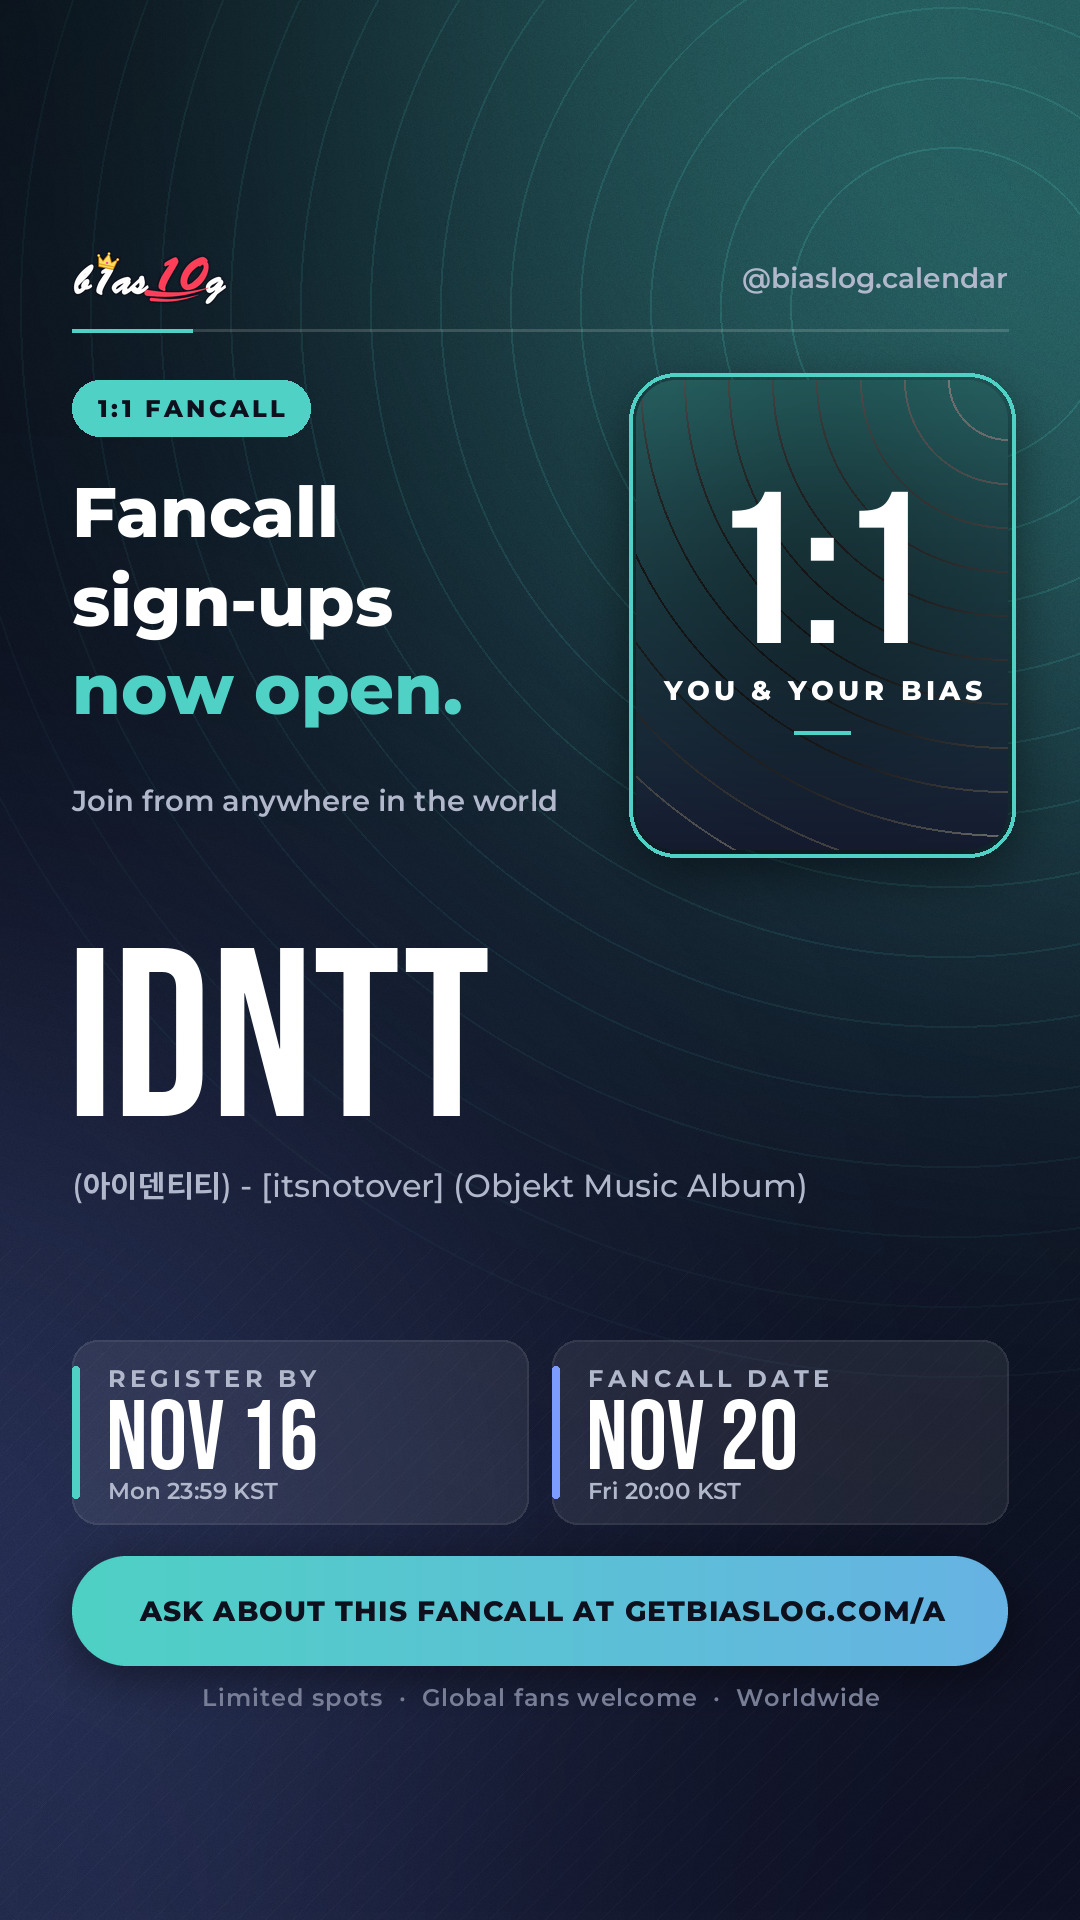 b1as10g
@biaslog.calendar
1:1 FANCALL
Fancall
sign-ups
now open.
Join from anywhere in the world
1:1
YOU & YOUR BIAS
IDNTT
(아이덴티티) - [itsnotover] (Objekt Music Album)
REGISTER BY
NOV 16
Mon 23:59 KST
FANCALL DATE
NOV 20
Fri 20:00 KST
ASK ABOUT THIS FANCALL AT GETBIASLOG.COM/A
Limited spots · Global fans welcome · Worldwide